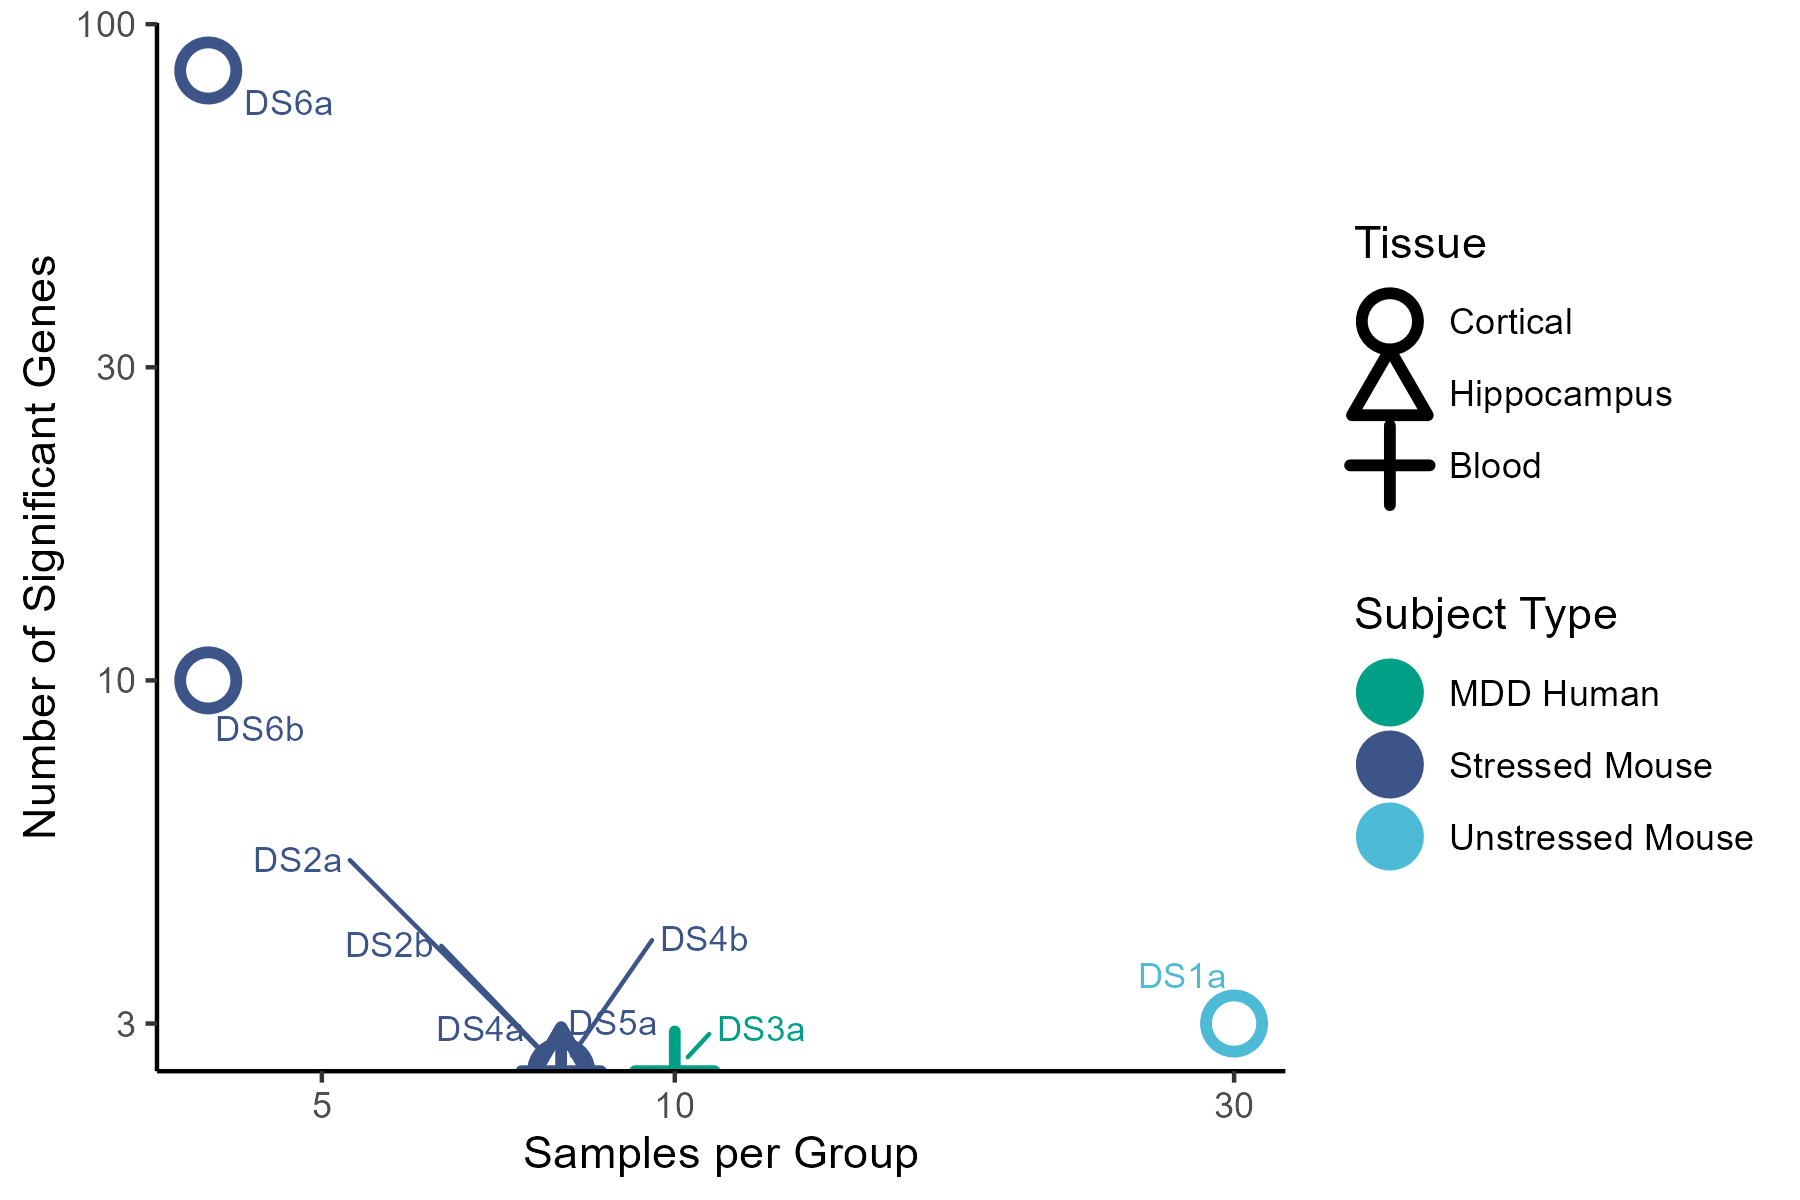 100
30
10
3
Number of Significant Genes
DS6a
DS6b
DS2a
DS2b
DS4b
DS4a
DS5a
DS3a
DS1a
5
10
30
Samples per Group
Tissue
Cortical
Hippocampus
Blood
Subject Type
MDD Human
Stressed Mouse
Unstressed Mouse